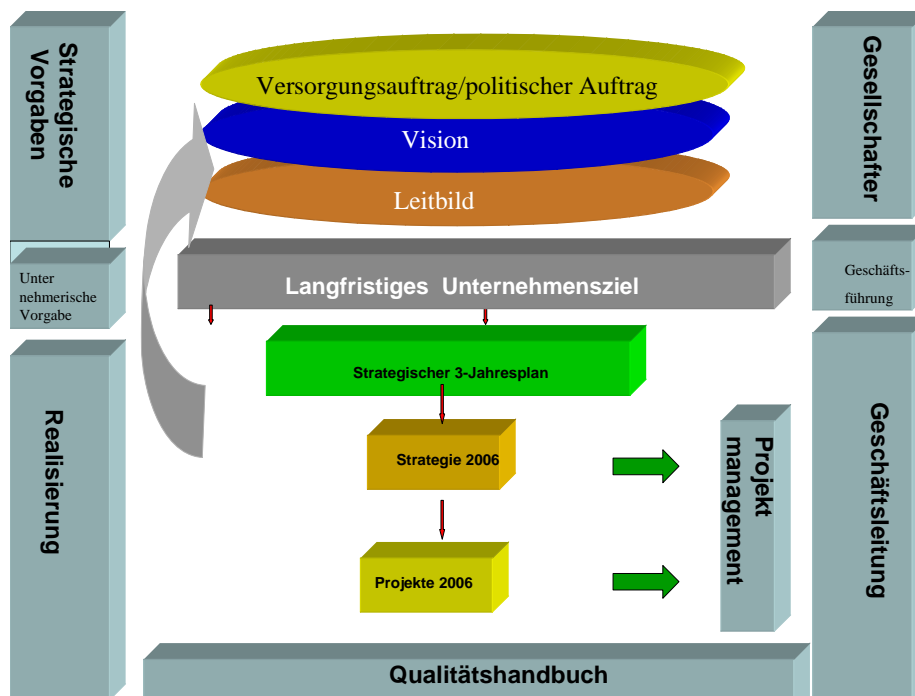 Strategische
Vorgaben
Versorgungsauftrag/politischer Auftrag
Vision
Leitbild
Gesellschafter
Unter
nehmerische
Vorgabe
Langfristiges Unternehmensziel
Geschäfts-
führung
Realisierung
Strategischer 3-Jahresplan
Strategie 2006
Projekte 2006
Projekt
management
Geschäftsleitung
Qualitätshandbuch